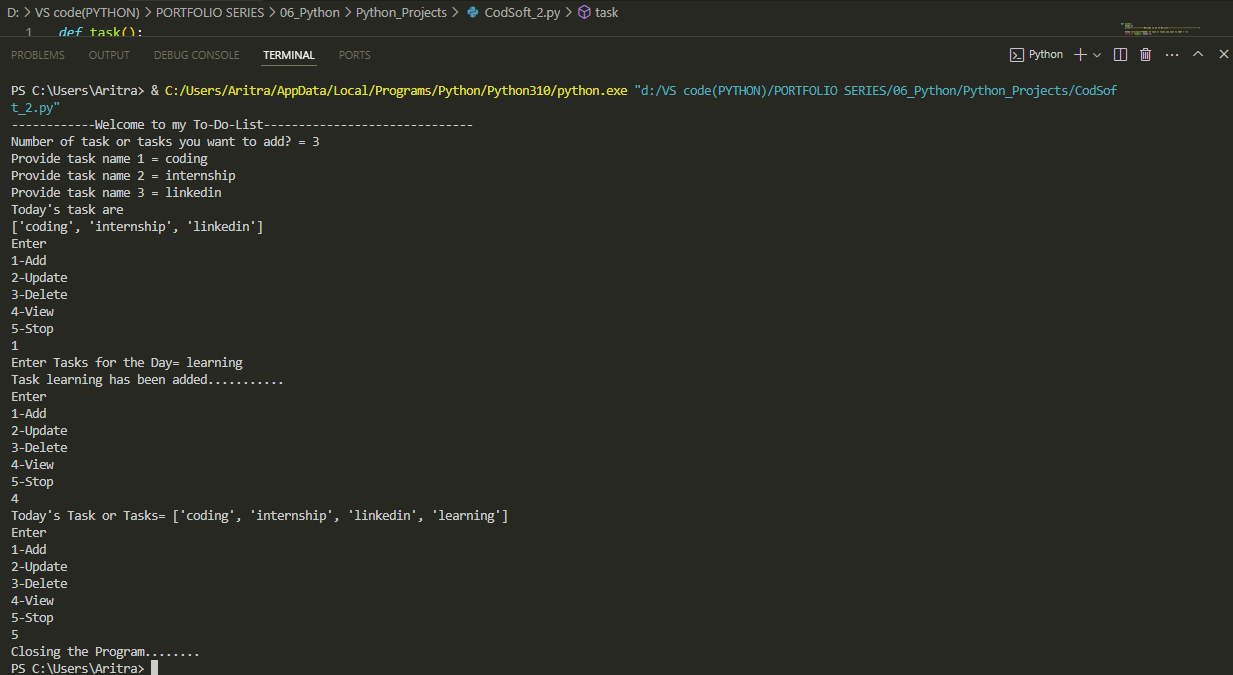 D: > VS code(PYTHON) > PORTFOLIO SERIES > 06_Python > Python_Projects > CodSoft_2.py > task
1 def task():
PROBLEMS OUTPUT DEBUG CONSOLE TERMINAL PORTS Python
PS C:\Users\Aritra> & C:/Users/Aritra/AppData/Local/Programs/Python/Python310/python.exe "d:/VS code(PYTHON)/PORTFOLIO SERIES/06_Python/Python_Projects/CodSof
t_2.py"
------------Welcome to my To-Do-List------------------------------
Number of task or tasks you want to add? = 3
Provide task name 1 = coding
Provide task name 2 = internship
Provide task name 3 = linkedin
Today's task are
['coding', 'internship', 'linkedin']
Enter
1-Add
2-Update
3-Delete
4-View
5-Stop
1
Enter Tasks for the Day= learning
Task learning has been added...........
Enter
1-Add
2-Update
3-Delete
4-View
5-Stop
4
Today's Task or Tasks= ['coding', 'internship', 'linkedin', 'learning']
Enter
1-Add
2-Update
3-Delete
4-View
5-Stop
5
Closing the Program........
PS C:\Users\Aritra>